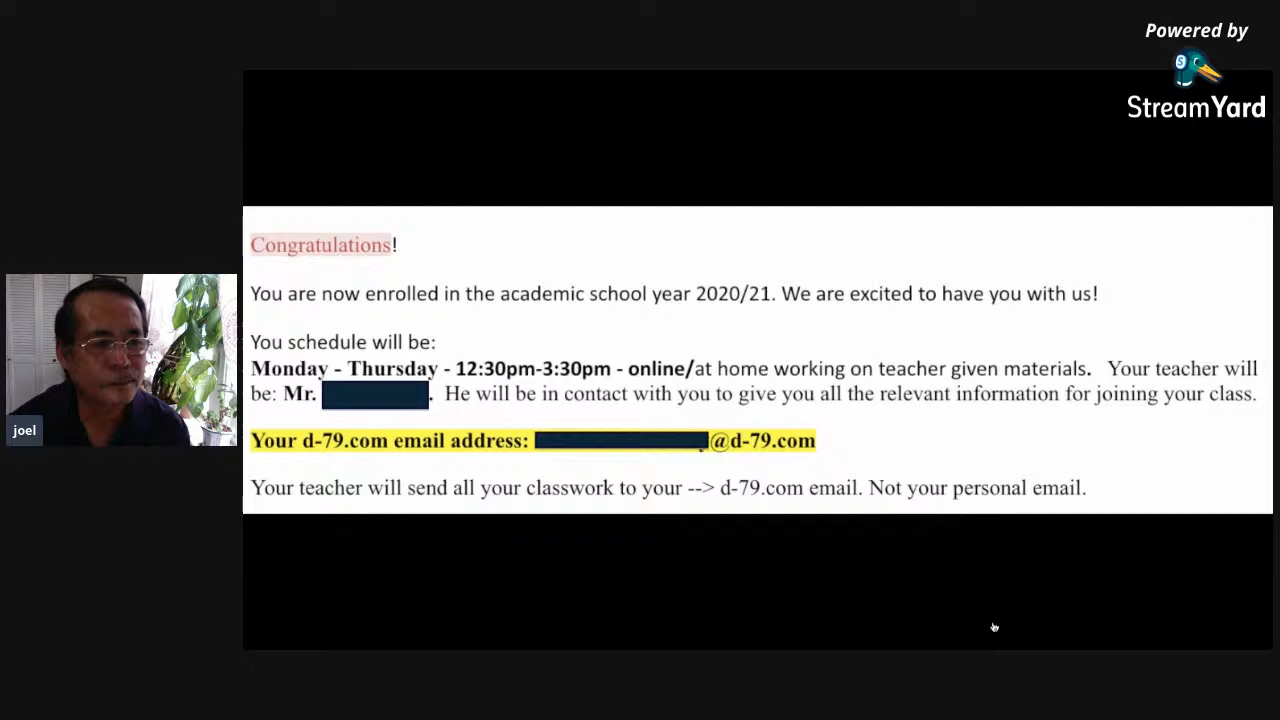 Powered by
StreamYard
Congratulations!
You are now enrolled in the academic school year 2020/21. We are excited to have you with us!
You schedule will be:
Monday - Thursday - 12:30pm-3:30pm - online/at home working on teacher given materials. Your teacher will
be: Mr. . He will be in contact with you to give you all the relevant information for joining your class.
Your d-79.com email address: @d-79.com
Your teacher will send all your classwork to your --> d-79.com email. Not your personal email.
joel